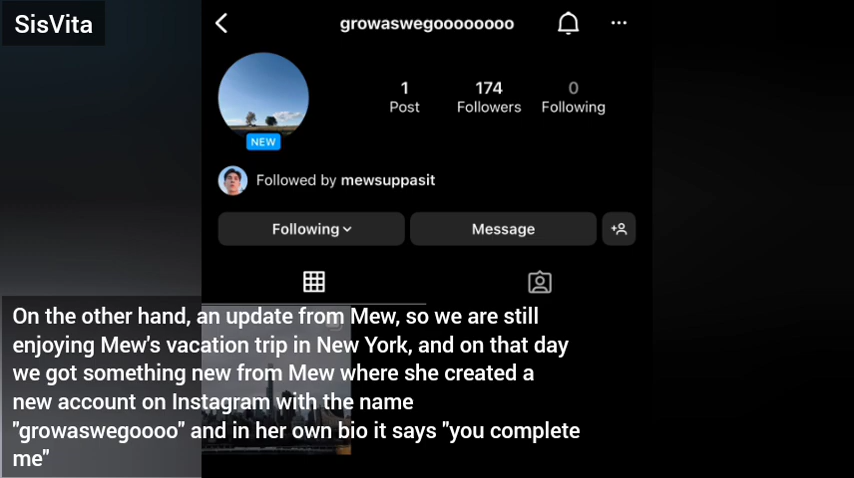 SisVita
growaswegoooooooo
1
Post
174
Followers
0
Following
NEW
Followed by mewsuppasit
Following
Message
On the other hand, an update from Mew, so we are still
enjoying Mew's vacation trip in New York, and on that day
we got something new from Mew where she created a
new account on Instagram with the name
"growaswegoooo" and in her own bio it says "you complete
me"